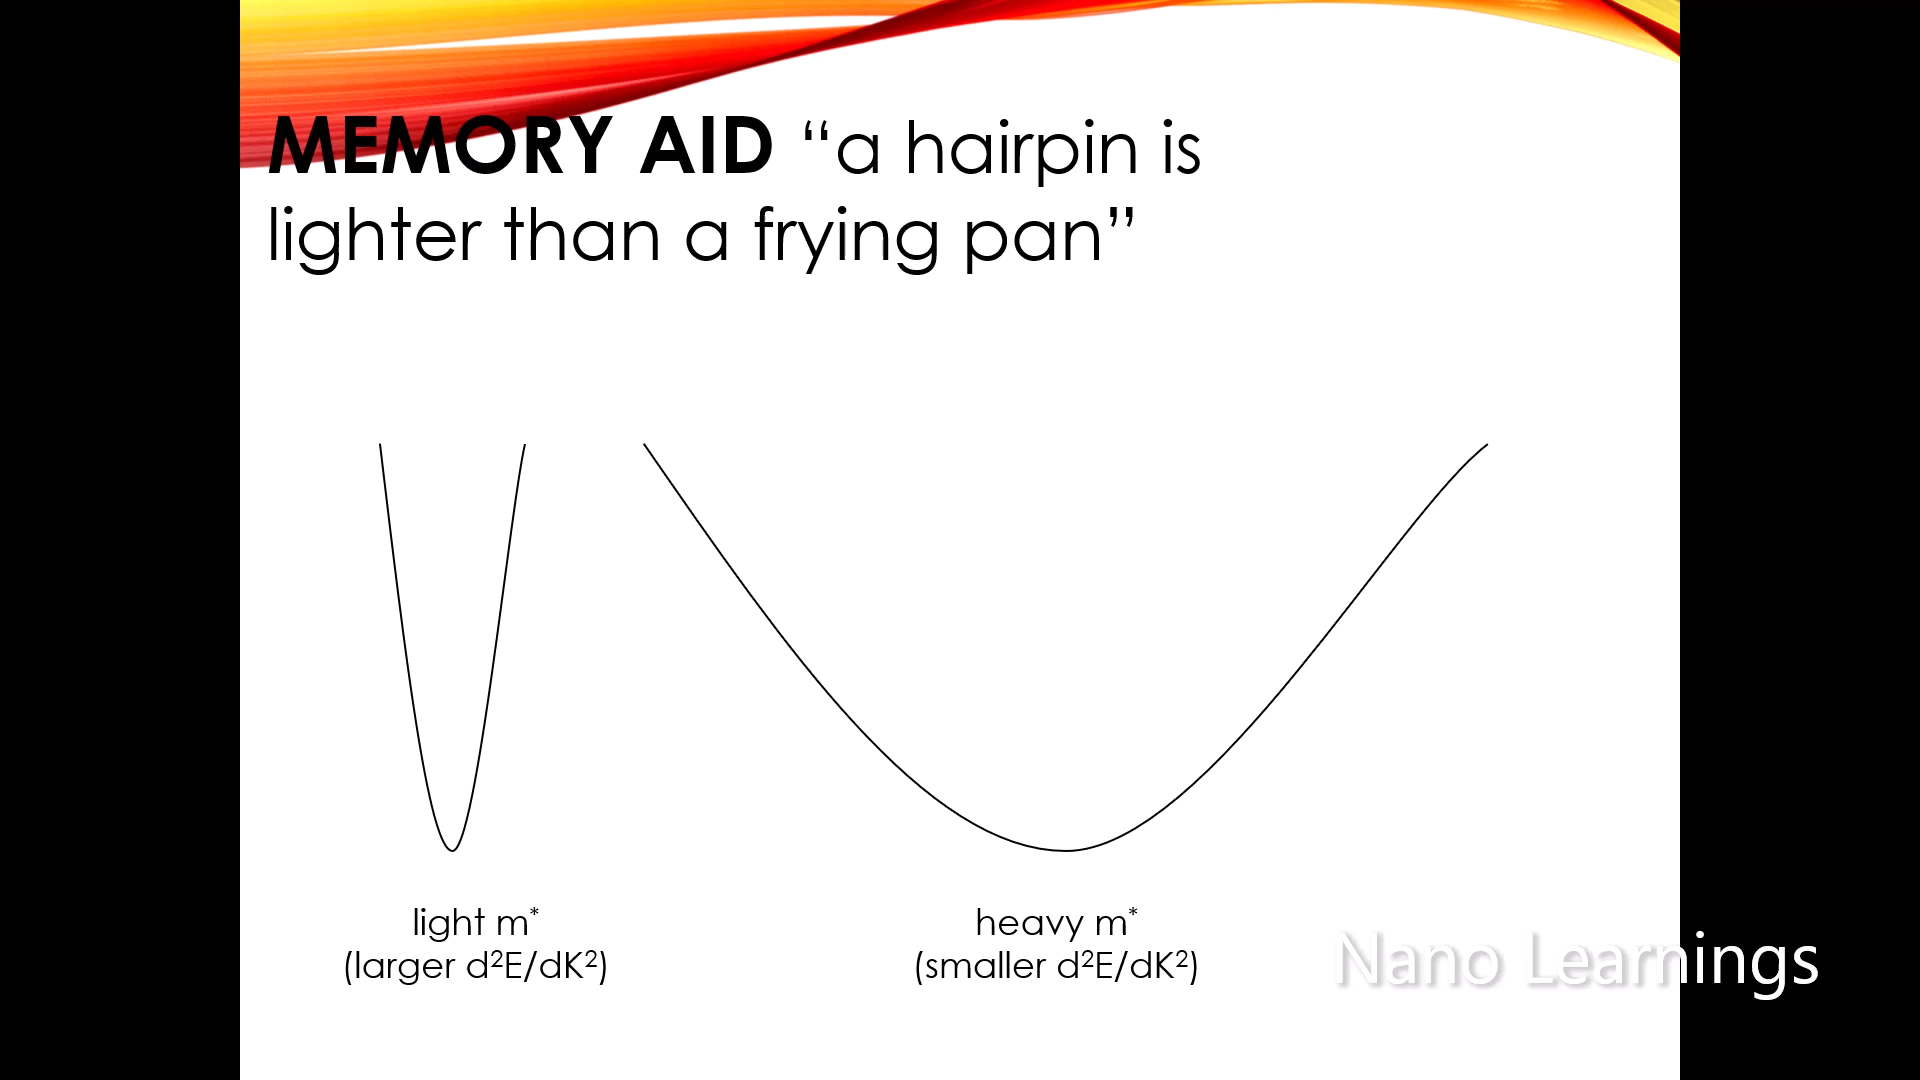 MEMORY AID “a hairpin is
lighter than a frying pan”
light m*
(larger d²E/dK²)
heavy m*
(smaller d²E/dK²)
Nano Learnings